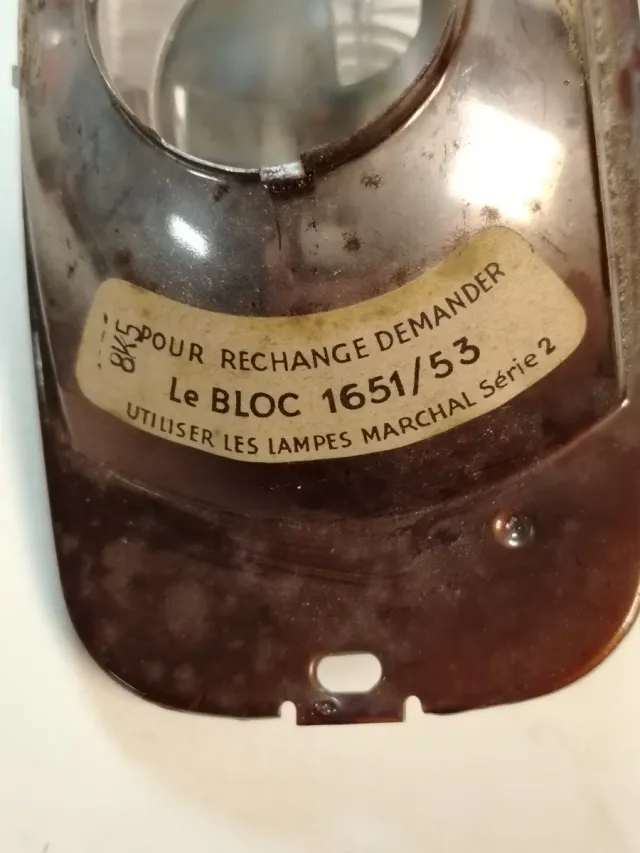 8K5
POUR RECHANGE DEMANDER
Le BLOC 1651/53
UTILISER LES LAMPES MARCHAL Série 2